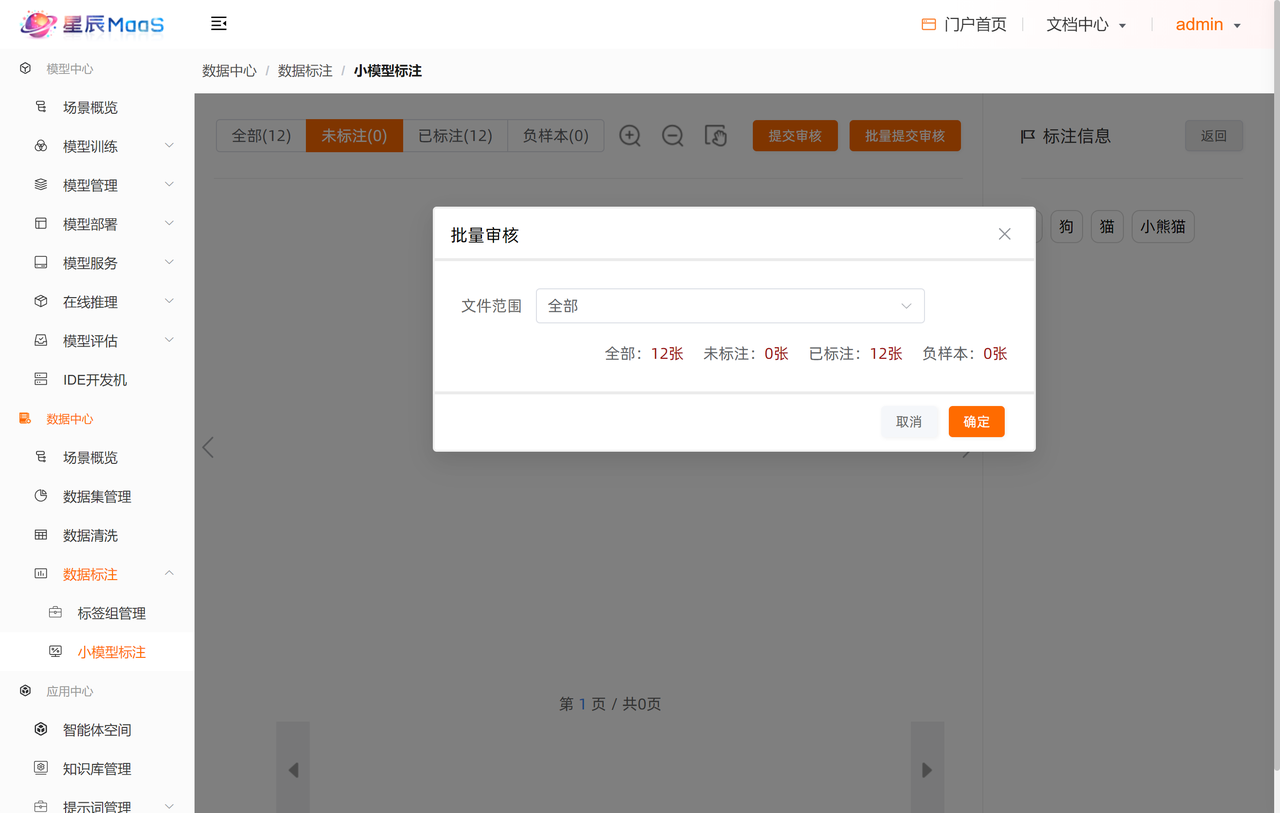 星辰MaaS
门户首页
文档中心
admin
模型中心
场景概览
模型训练
模型管理
模型部署
模型服务
在线推理
模型评估
IDE开发机
数据中心
场景概览
数据集管理
数据清洗
数据标注
标签组管理
小模型标注
应用中心
智能体空间
知识库管理
提示词管理
数据中心 / 数据标注 / 小模型标注
全部(12) 未标注(0) 已标注(12) 负样本(0)
提交审核 批量提交审核
标注信息
返回
狗 猫 小熊猫
批量审核
文件范围 全部
全部：12张 未标注：0张 已标注：12张 负样本：0张
取消 确定
第 1 页 / 共0页